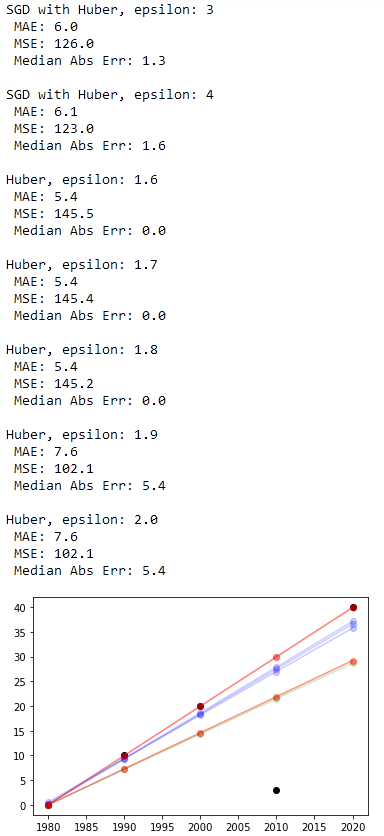 SGD with Huber, epsilon: 3
MAE: 6.0
MSE: 126.0
Median Abs Err: 1.3
SGD with Huber, epsilon: 4
MAE: 6.1
MSE: 123.0
Median Abs Err: 1.6
Huber, epsilon: 1.6
MAE: 5.4
MSE: 145.5
Median Abs Err: 0.0
Huber, epsilon: 1.7
MAE: 5.4
MSE: 145.4
Median Abs Err: 0.0
Huber, epsilon: 1.8
MAE: 5.4
MSE: 145.2
Median Abs Err: 0.0
Huber, epsilon: 1.9
MAE: 7.6
MSE: 102.1
Median Abs Err: 5.4
Huber, epsilon: 2.0
MAE: 7.6
MSE: 102.1
Median Abs Err: 5.4
40
35
30
25
20
15
10
5
0
1980 1985 1990 1995 2000 2005 2010 2015 2020